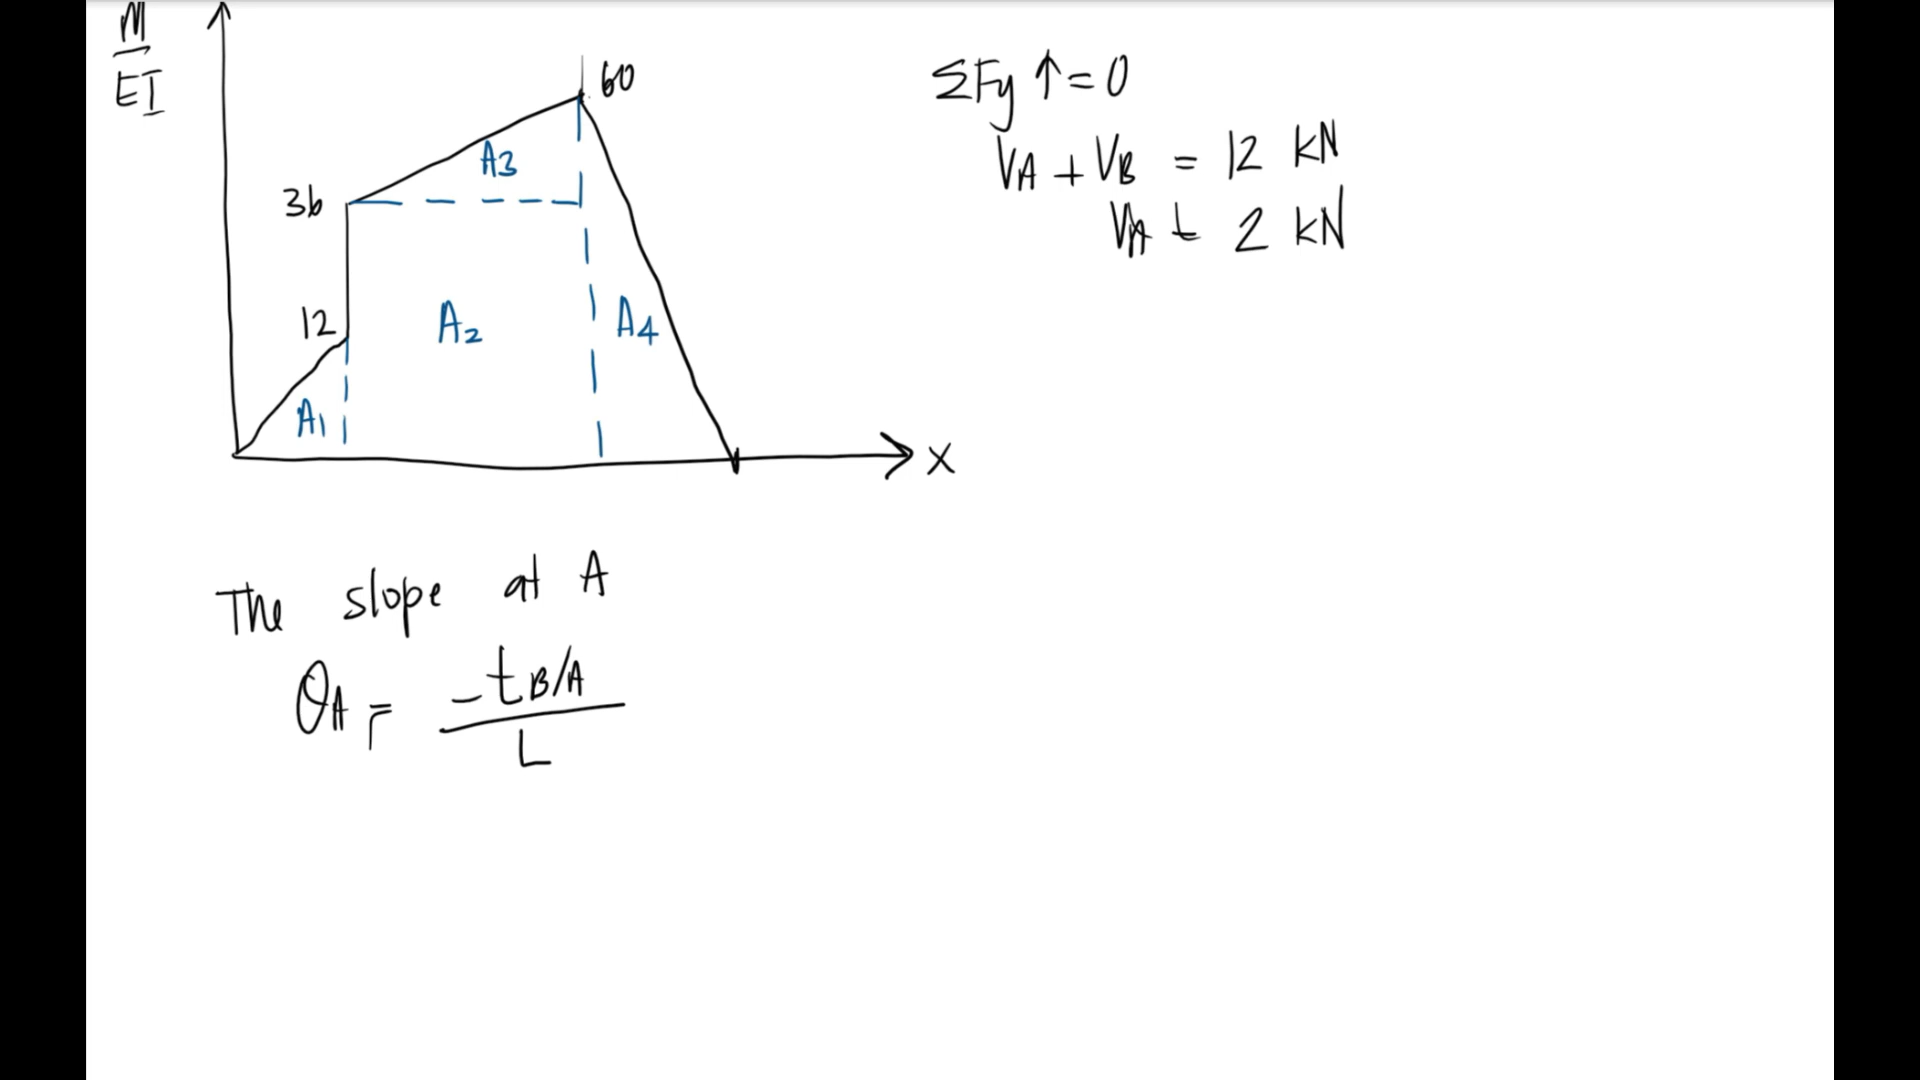 M
EI
60
36
12
A3
A2
A4
A1
X
ΣFy ↑ = 0
VA + VB = 12 kN
VA = 2 kN
The slope at A
θA = -tB/A
L